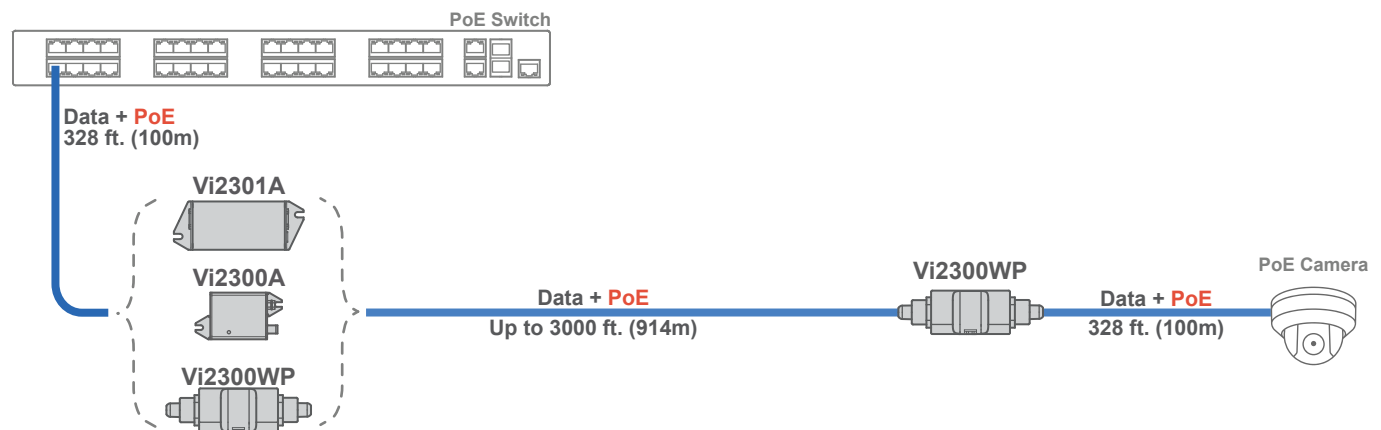 PoE Switch
Data + PoE
328 ft. (100m)
Vi2301A
Vi2300A
Vi2300WP
Data + PoE
Up to 3000 ft. (914m)
Vi2300WP
Data + PoE
328 ft. (100m)
PoE Camera